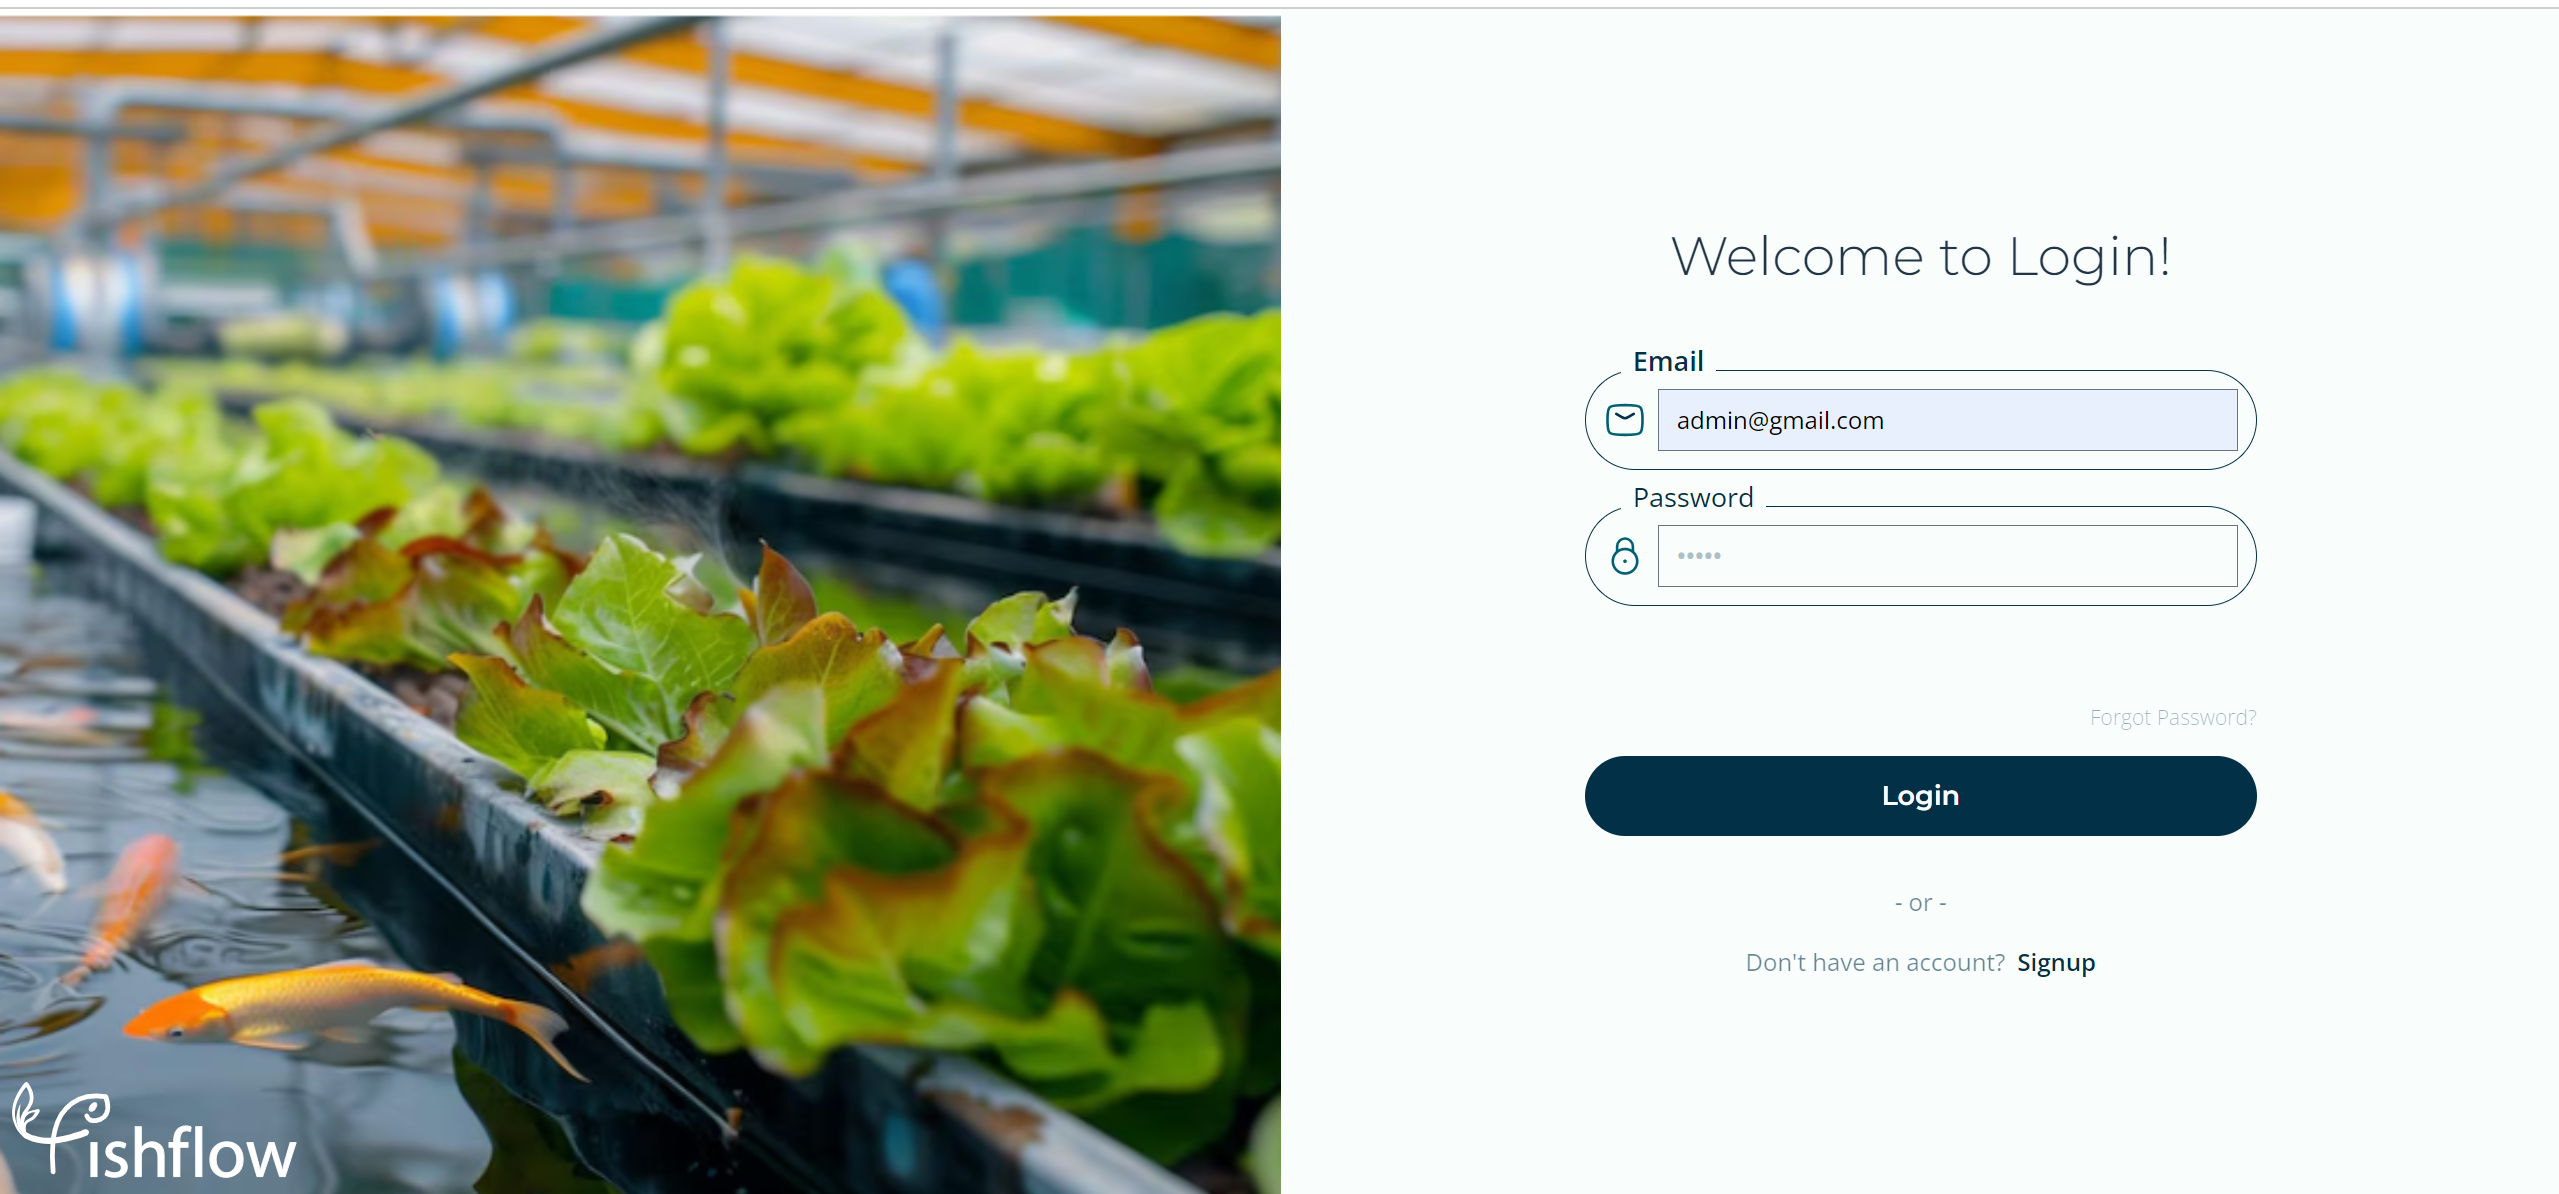 Welcome to Login!
Email
admin@gmail.com
Password
•••••
Forgot Password?
Login
- or -
Don't have an account? Signup
Fishflow